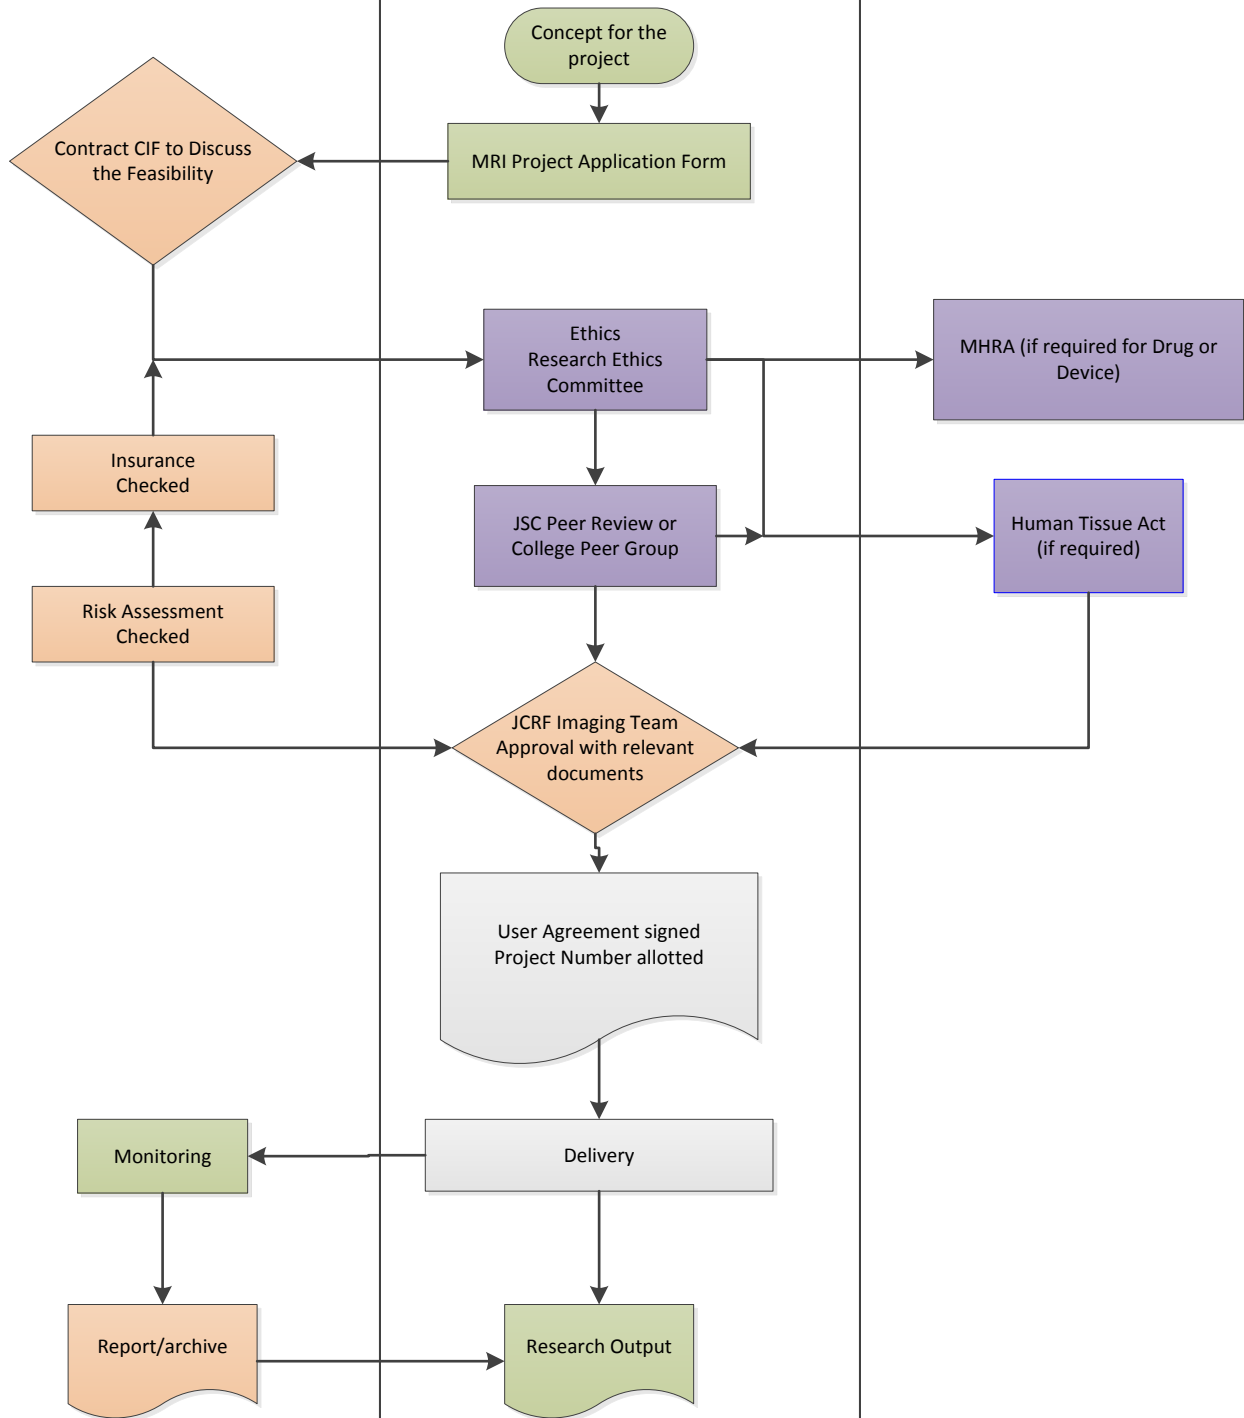 Concept for the
project
Contract CIF to Discuss
the Feasibility
MRI Project Application Form
Ethics
Research Ethics
Committee
MHRA (if required for Drug or
Device)
Insurance
Checked
JSC Peer Review or
College Peer Group
Human Tissue Act
(if required)
Risk Assessment
Checked
JCRF Imaging Team
Approval with relevant
documents
User Agreement signed
Project Number allotted
Monitoring
Delivery
Report/archive
Research Output